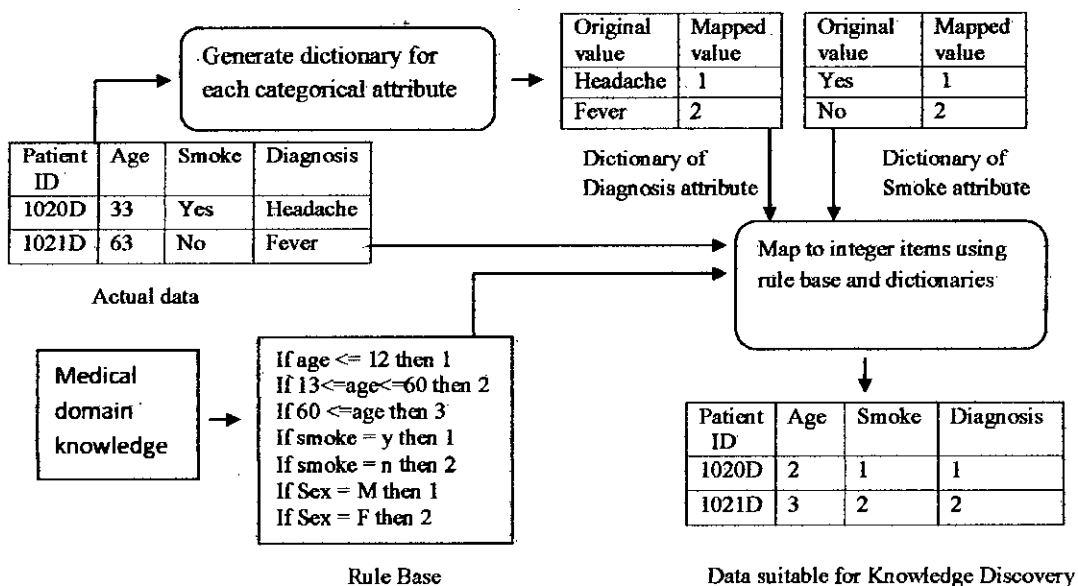 Generate dictionary for
each categorical attribute
Original value Mapped value
Headache 1
Fever 2
Original value Mapped value
Yes 1
No 2
Dictionary of
Diagnosis attribute
Dictionary of
Smoke attribute
Patient ID Age Smoke Diagnosis
1020D 33 Yes Headache
1021D 63 No Fever
Actual data
Map to integer items using
rule base and dictionaries
Medical
domain
knowledge
If age <= 12 then 1
If 13<=age<=60 then 2
If 60 <=age then 3
If smoke = y then 1
If smoke = n then 2
If Sex = M then 1
If Sex = F then 2
Rule Base
Patient ID Age Smoke Diagnosis
1020D 2 1 1
1021D 3 2 2
Data suitable for Knowledge Discovery